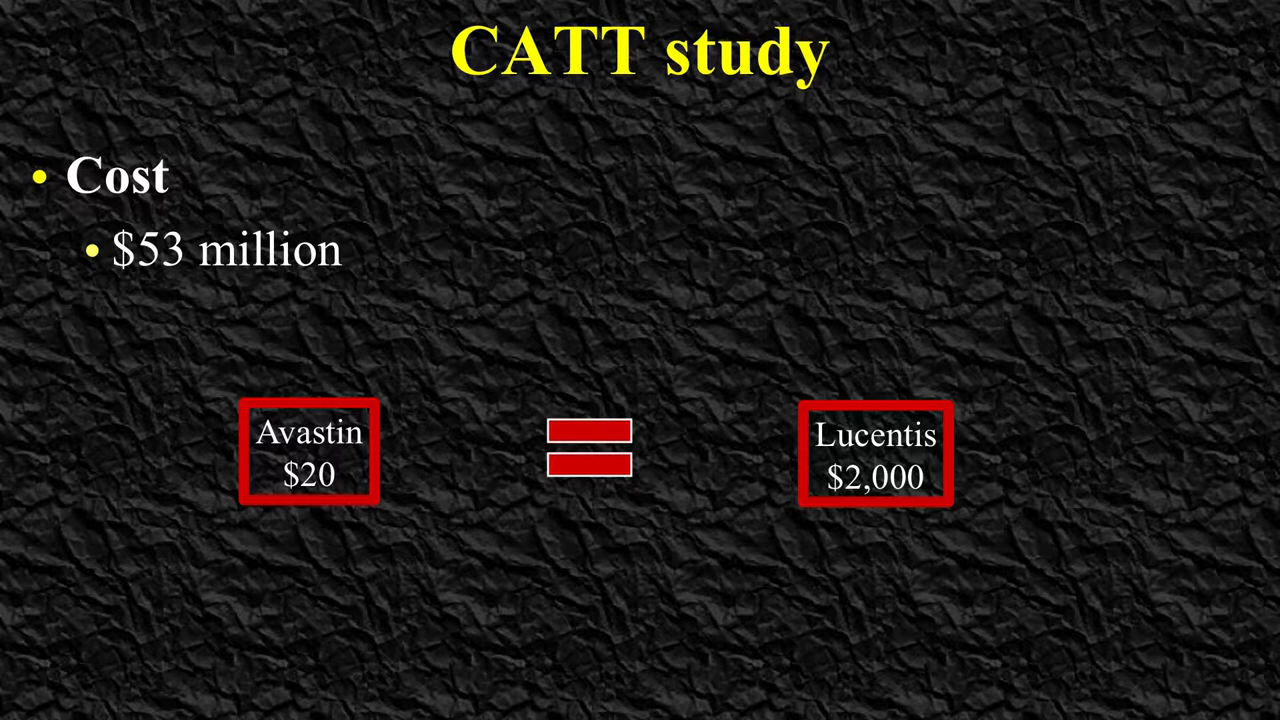 CATT study
• Cost
• $53 million
Avastin
$20
Lucentis
$2,000